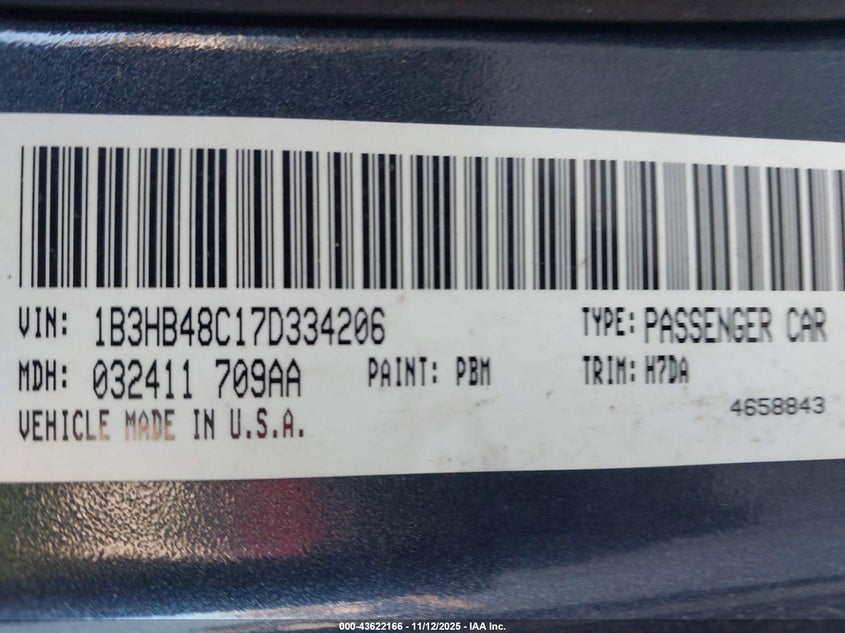 VIN: 1B3HB48C17D334206 TYPE: PASSENGER CAR
MDH: 032411 709AA PAINT: PBM TRIM: H7DA
4658843
VEHICLE MADE IN U.S.A.
000-43622166 - 11/12/2025 - IAA Inc.